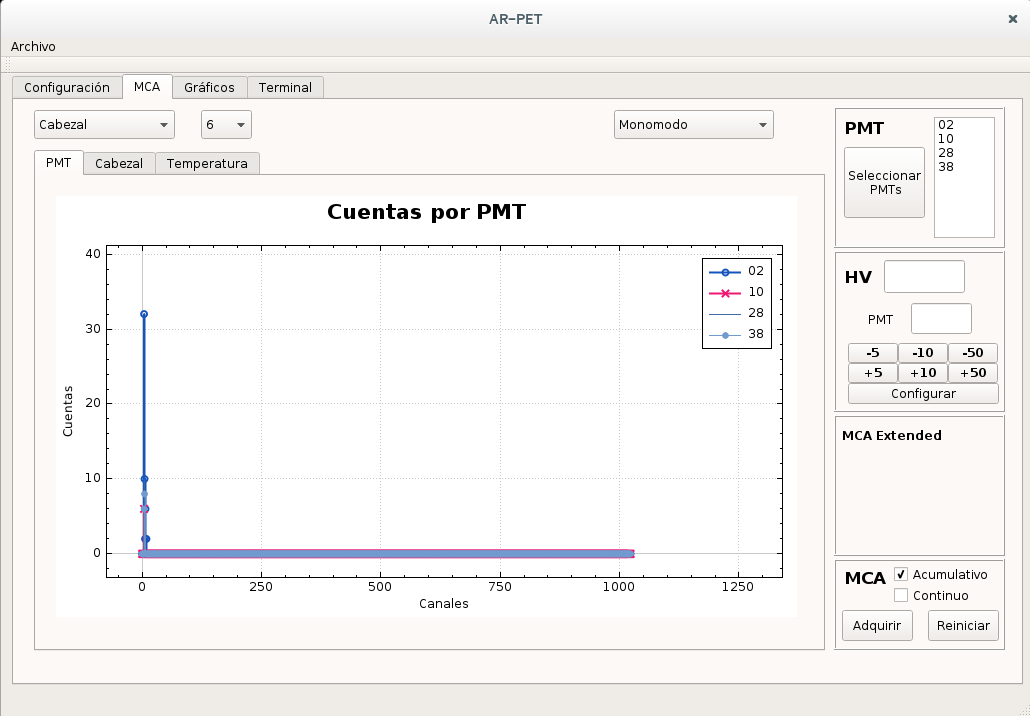 AR-PET
Archivo
Configuración MCA Gráficos Terminal
Cabezal 6 Monomodo
PMT Cabezal Temperatura
Cuentas por PMT
40
30
20
10
0
Cuentas
0 250 500 750 1000 1250
Canales
02
10
28
38
PMT
Seleccionar
PMTs
02
10
28
38
HV
PMT
-5 -10 -50
+5 +10 +50
Configurar
MCA Extended
MCA
Acumulativo
Continuo
Adquirir Reiniciar